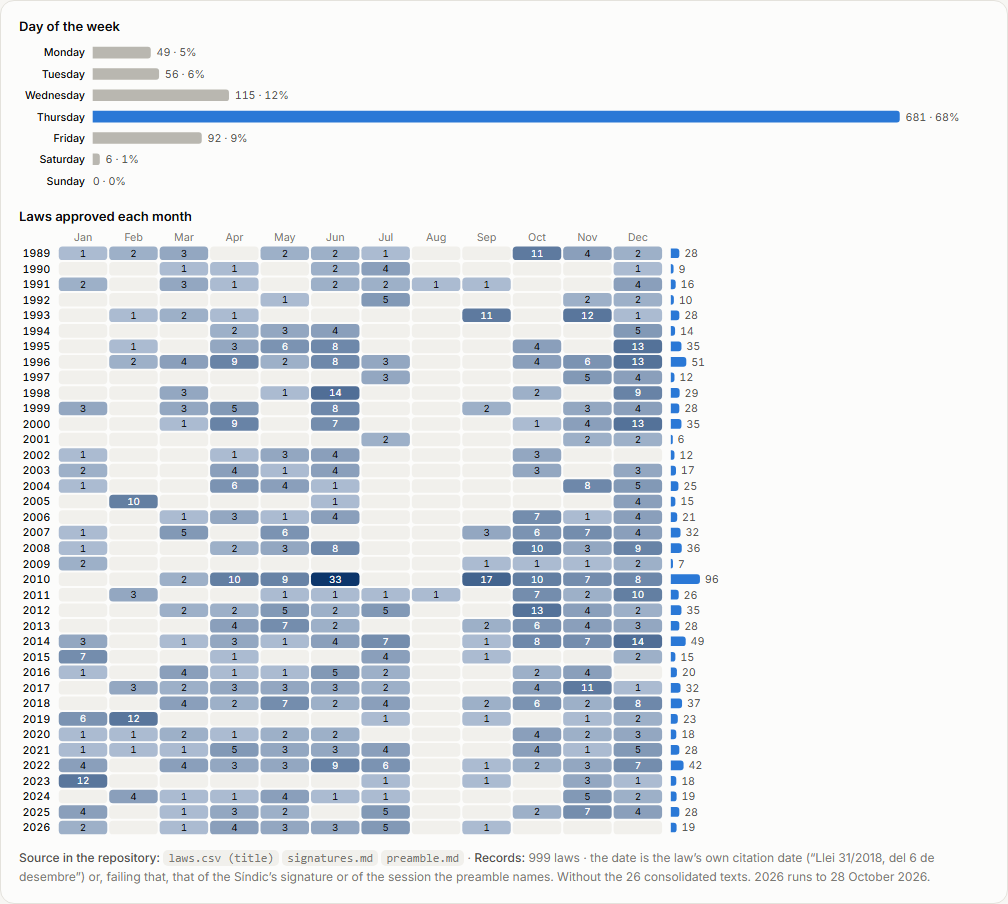 Day of the week
Monday 49 · 5%
Tuesday 56 · 6%
Wednesday 115 · 12%
Thursday 681 · 68%
Friday 92 · 9%
Saturday 6 · 1%
Sunday 0 · 0%
Laws approved each month
Jan Feb Mar Apr May Jun Jul Aug Sep Oct Nov Dec
1989 1 2 3 2 2 1 11 4 2 28
1990 1 1 2 4 1 9
1991 2 3 1 2 2 1 1 4 16
1992 1 5 2 2 10
1993 1 2 1 11 12 1 28
1994 2 3 4 5 14
1995 1 3 6 8 4 13 35
1996 2 4 9 2 8 3 4 6 13 51
1997 3 5 4 12
1998 3 1 14 2 9 29
1999 3 3 5 8 2 3 4 28
2000 1 9 7 1 4 13 35
2001 2 2 2 6
2002 1 1 3 4 3 12
2003 2 4 1 4 3 3 17
2004 1 6 4 1 8 5 25
2005 10 1 4 15
2006 1 3 1 4 7 1 4 21
2007 1 5 6 3 6 7 4 32
2008 1 2 3 8 10 3 9 36
2009 2 1 1 1 2 7
2010 2 10 9 33 17 10 7 8 96
2011 3 1 1 1 1 7 2 10 26
2012 2 2 5 2 5 13 4 2 35
2013 4 7 2 2 6 4 3 28
2014 3 1 3 1 4 7 1 8 7 14 49
2015 7 1 4 1 2 15
2016 1 4 1 1 5 2 2 4 20
2017 3 2 3 3 3 2 4 11 1 32
2018 4 2 7 2 4 2 6 2 8 37
2019 6 12 1 1 1 2 23
2020 1 1 2 1 2 2 4 2 3 18
2021 1 1 1 5 3 3 4 4 1 5 28
2022 4 4 3 3 9 6 1 2 3 7 42
2023 12 1 1 3 1 18
2024 4 1 1 4 1 1 5 2 19
2025 4 1 3 2 5 2 7 4 28
2026 2 1 4 3 3 5 1 19
Source in the repository: laws.csv (title) signatures.md preamble.md · Records: 999 laws · the date is the law’s own citation date (“Llei 31/2018, del 6 de
desembre”) or, failing that, that of the Síndic’s signature or of the session the preamble names. Without the 26 consolidated texts. 2026 runs to 28 October 2026.